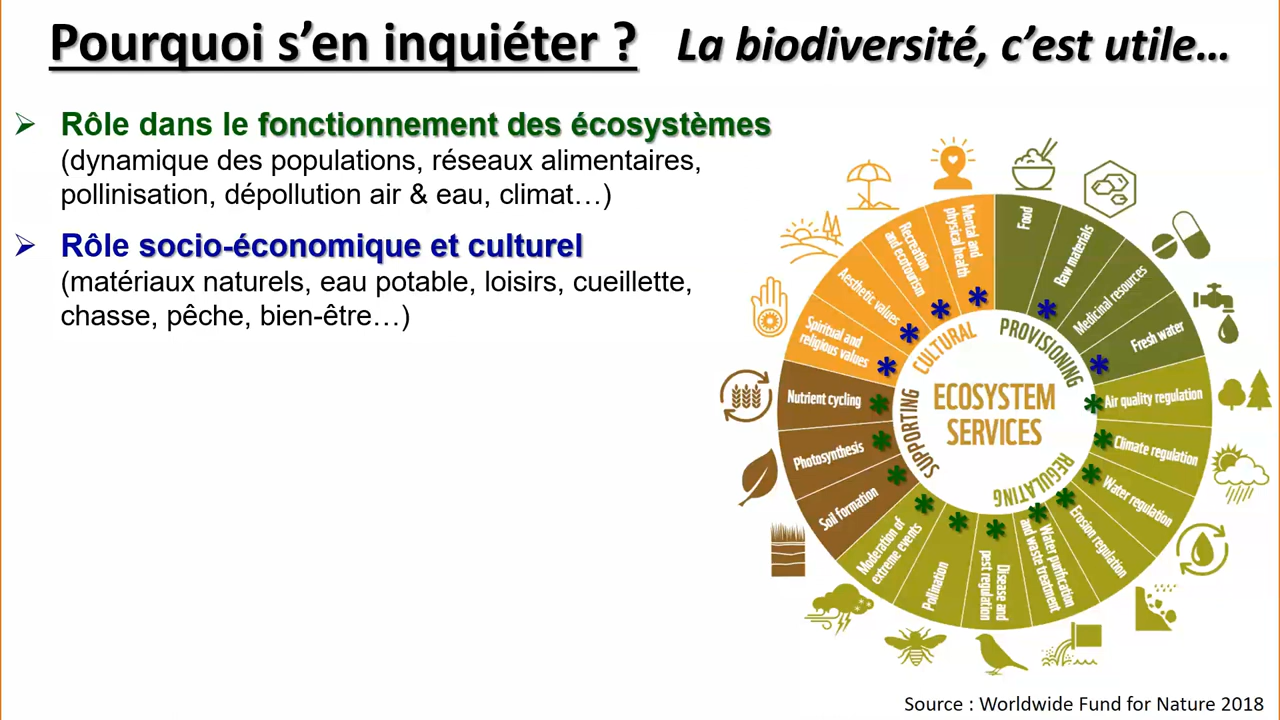 Pourquoi s’en inquiéter ? La biodiversité, c’est utile…
➢ Rôle dans le fonctionnement des écosystèmes
(dynamique des populations, réseaux alimentaires,
pollinisation, dépollution air & eau, climat…)
➢ Rôle socio-économique et culturel
(matériaux naturels, eau potable, loisirs, cueillette,
chasse, pêche, bien-être…)
ECOSYSTEM
SERVICES
PROVISIONING
Food
Raw materials
Medicinal resources
Fresh water
REGULATING
Air quality regulation
Climate regulation
Water regulation
Erosion regulation
Water purification
and waste treatment
Disease and
pest regulation
Pollination
Moderation of
extreme events
SUPPORTING
Soil formation
Photosynthesis
Nutrient cycling
CULTURAL
Spiritual and
religious values
Aesthetic values
Recreation
and ecotourism
Mental and
physical health
Source : Worldwide Fund for Nature 2018